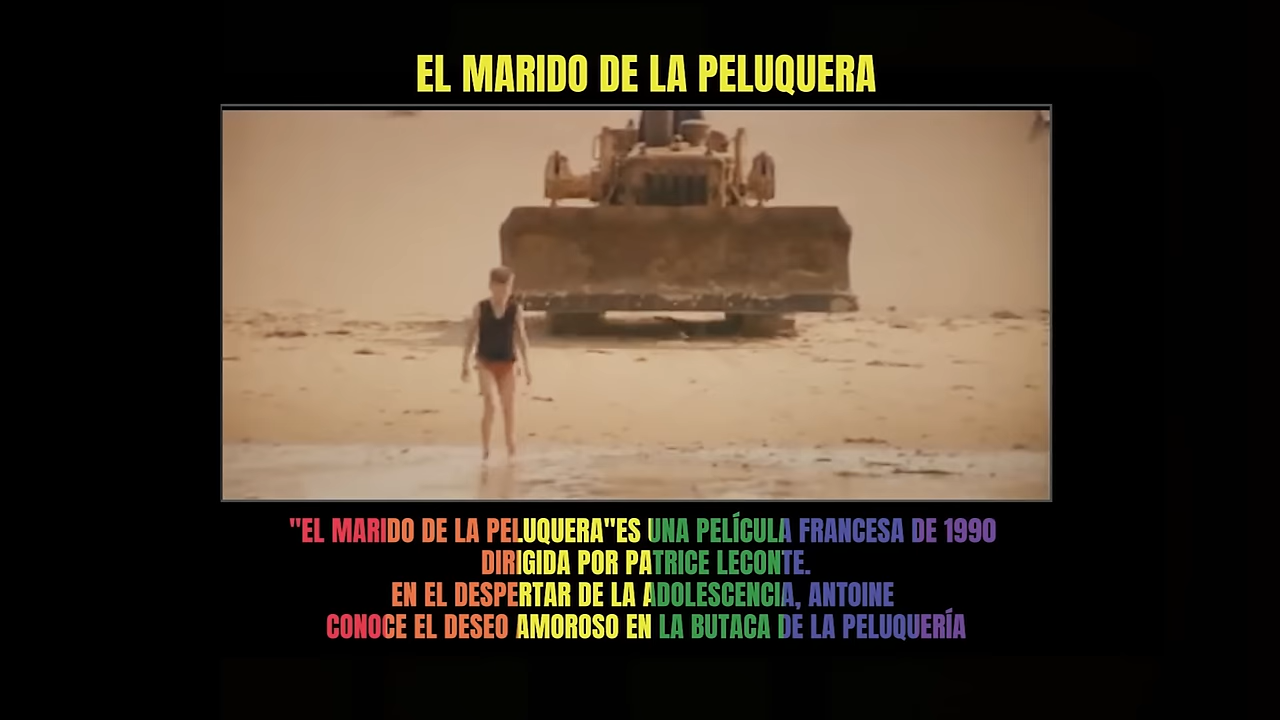 EL MARIDO DE LA PELUQUERA
"EL MARIDO DE LA PELUQUERA"ES UNA PELÍCULA FRANCESA DE 1990
DIRIGIDA POR PATRICE LECONTE.
EN EL DESPERTAR DE LA ADOLESCENCIA, ANTOINE
CONOCE EL DESEO AMOROSO EN LA BUTACA DE LA PELUQUERÍA